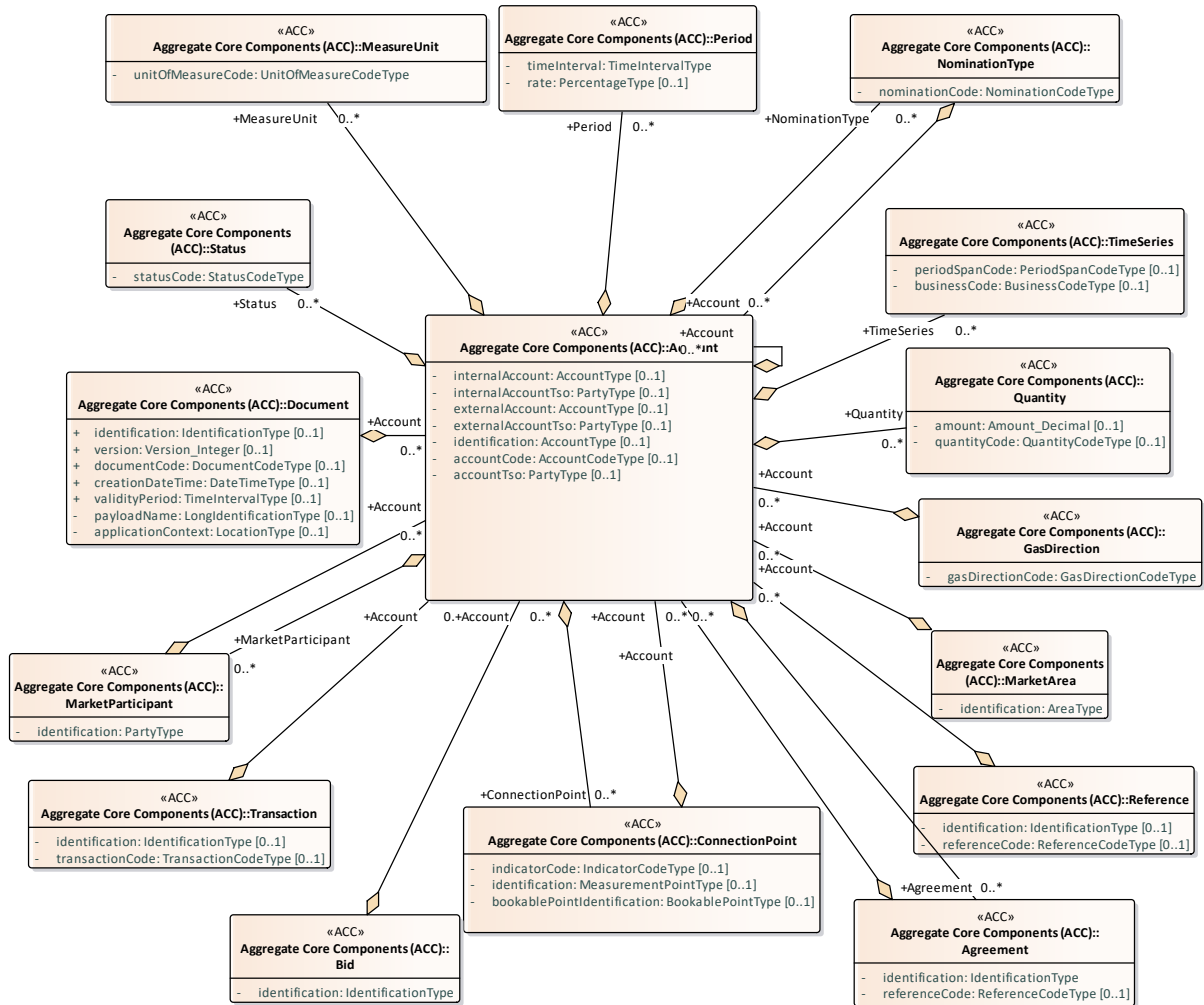 «ACC»
Aggregate Core Components (ACC)::MeasureUnit
- unitOfMeasureCode: UnitOfMeasureCodeType
«ACC»
Aggregate Core Components (ACC)::Period
- timeInterval: TimeIntervalType
- rate: PercentageType [0..1]
«ACC»
Aggregate Core Components (ACC)::
NominationType
- nominationCode: NominationCodeType
+MeasureUnit 0..*
+Period 0..*
+NominationType 0..*
«ACC»
Aggregate Core Components
(ACC)::Status
- statusCode: StatusCodeType
+Status 0..*
«ACC»
Aggregate Core Components (ACC)::TimeSeries
- periodSpanCode: PeriodSpanCodeType [0..1]
- businessCode: BusinessCodeType [0..1]
+TimeSeries 0..*
+Account 0..*
+Account
0..*
«ACC»
Aggregate Core Components (ACC)::Account
- internalAccount: AccountType [0..1]
- internalAccountTso: PartyType [0..1]
- externalAccount: AccountType [0..1]
- externalAccountTso: PartyType [0..1]
- identification: AccountType [0..1]
- accountCode: AccountCodeType [0..1]
- accountTso: PartyType [0..1]
«ACC»
Aggregate Core Components (ACC)::Document
+ identification: IdentificationType [0..1]
+ version: Version_Integer [0..1]
+ documentCode: DocumentCodeType [0..1]
+ creationDateTime: DateTimeType [0..1]
+ validityPeriod: TimeIntervalType [0..1]
- payloadName: LongIdentificationType [0..1]
- applicationContext: LocationType [0..1]
+Account
0..*
«ACC»
Aggregate Core Components (ACC)::
Quantity
- amount: Amount_Decimal [0..1]
- quantityCode: QuantityCodeType [0..1]
+Quantity
0..*
+Account
0..*
«ACC»
Aggregate Core Components (ACC)::
GasDirection
- gasDirectionCode: GasDirectionCodeType
+Account
0..*
+Account
0..*
+Account
0..*
«ACC»
Aggregate Core Components
(ACC)::MarketArea
- identification: AreaType
+MarketParticipant
0..*
«ACC»
Aggregate Core Components (ACC)::
MarketParticipant
- identification: PartyType
+Account 0..
+Account 0..*
+Account 0..*
0..*
+Account
«ACC»
Aggregate Core Components (ACC)::Transaction
- identification: IdentificationType [0..1]
- transactionCode: TransactionCodeType [0..1]
+ConnectionPoint 0..*
«ACC»
Aggregate Core Components (ACC)::ConnectionPoint
- indicatorCode: IndicatorCodeType [0..1]
- identification: MeasurementPointType [0..1]
- bookablePointIdentification: BookablePointType [0..1]
«ACC»
Aggregate Core Components (ACC)::Reference
- identification: IdentificationType [0..1]
- referenceCode: ReferenceCodeType [0..1]
+Agreement 0..*
«ACC»
Aggregate Core Components (ACC)::
Bid
- identification: IdentificationType
«ACC»
Aggregate Core Components (ACC)::
Agreement
- identification: IdentificationType
- referenceCode: ReferenceCodeType [0..1]